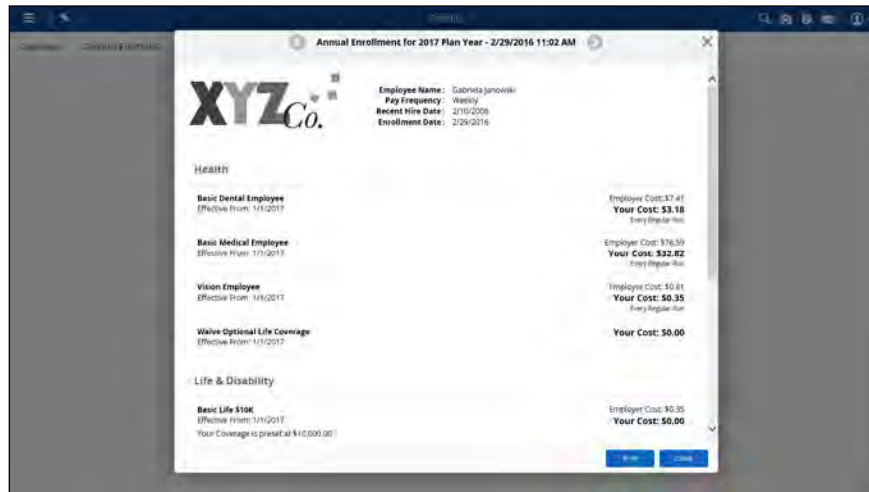 Benefits
Annual Enrollment for 2017 Plan Year - 2/29/2016 11:02 AM
XYZ Co.
Employee Name: Gabriela Janowski
Pay Frequency: Weekly
Recent Hire Date: 2/10/2006
Enrollment Date: 2/29/2016
Health
Basic Dental Employee
Effective From: 1/1/2017
Employer Cost: $7.41
Your Cost: $3.18
Every Regular Run
Basic Medical Employee
Effective From: 1/1/2017
Employer Cost: $76.59
Your Cost: $32.82
Every Regular Run
Vision Employee
Effective From: 1/1/2017
Employer Cost: $0.81
Your Cost: $0.35
Every Regular Run
Waive Optional Life Coverage
Effective From: 1/1/2017
Your Cost: $0.00
Life & Disability
Basic Life $10K
Effective From: 1/1/2017
Your Coverage is preset at $10,000.00
Employer Cost: $0.35
Your Cost: $0.00
Print
Close